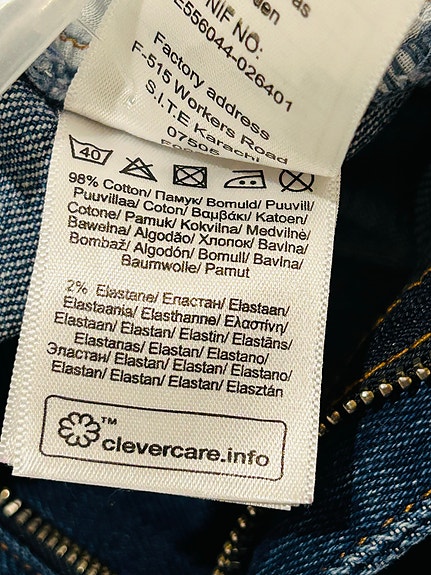 NIF NO:
E556044-026401
Factory address
F-515 Workers Road
S.I.T.E Karachi
40
98% Cotton/ Памук/ Bomuld/ Puuvill/
Puuvillaa/ Coton/ Βαμβάκι/ Katoen/
Cotone/ Pamuk/ Kokvilna/ Medvilnė/
Bawełna/ Algodão/ Хлопок/ Bavlna/
Bombaž/ Algodón/ Bomull/ Bavlna/
Baumwolle/ Pamut
2% Elastane/ Еластан/ Elastaan/
Elastaania/ Elasthanne/ Ελαστίνη/
Elastaan/ Elastan/ Elastin/ Elastāns/
Elastanas/ Elastan/ Elastano/
Эластан/ Elastan/ Elastan/ Elastano/
Elastan/ Elastan/ Elastan/ Elasztán
™
clevercare.info